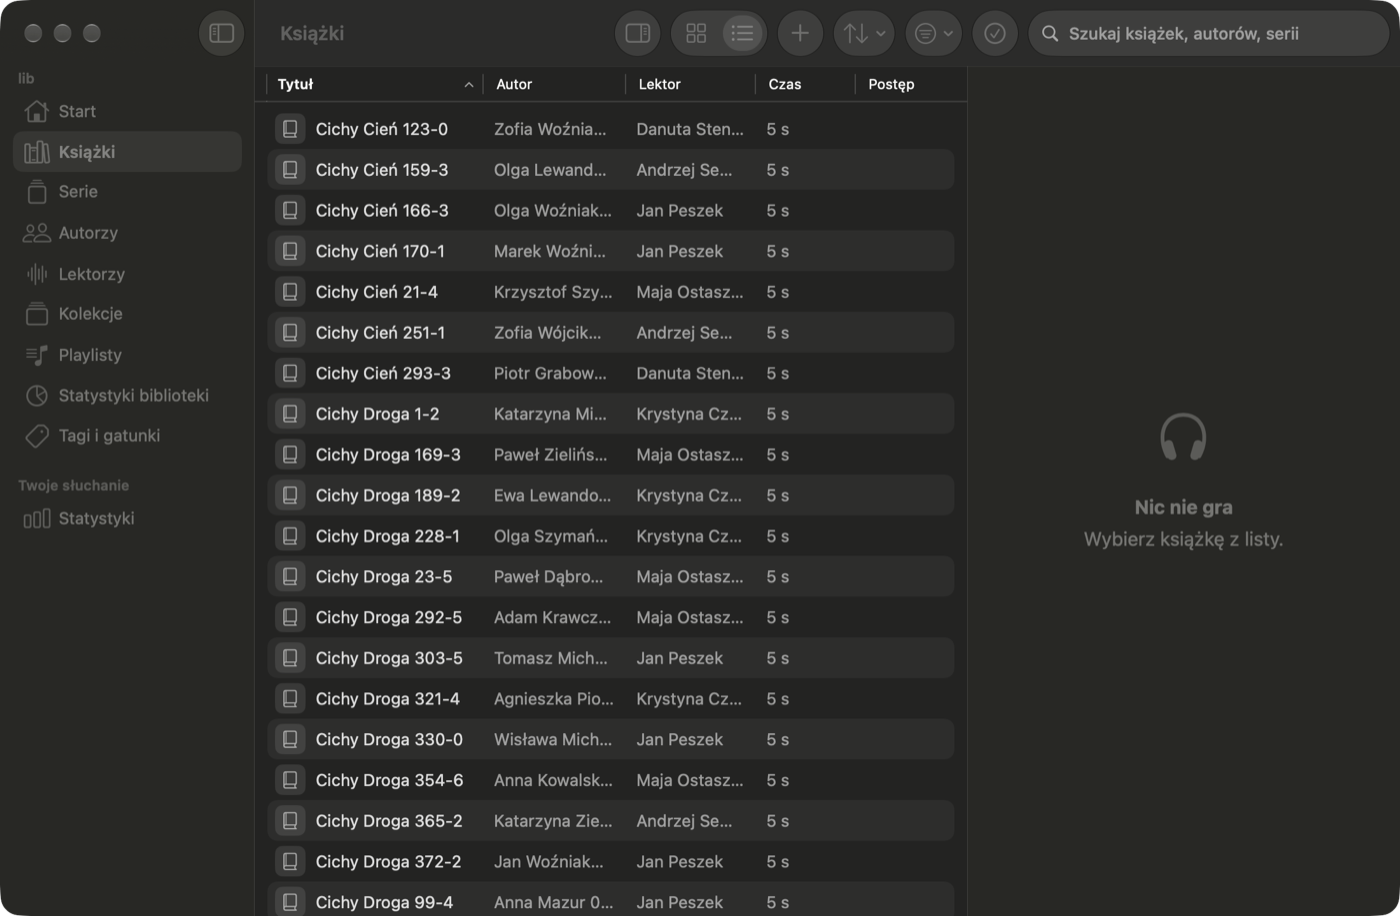 Książki
Szukaj książek, autorów, serii
lib
Start
Książki
Serie
Autorzy
Lektorzy
Kolekcje
Playlisty
Statystyki biblioteki
Tagi i gatunki
Twoje słuchanie
Statystyki
Tytuł Autor Lektor Czas Postęp
Cichy Cień 123-0 Zofia Woźnia... Danuta Sten... 5 s
Cichy Cień 159-3 Olga Lewand... Andrzej Se... 5 s
Cichy Cień 166-3 Olga Woźniak... Jan Peszek 5 s
Cichy Cień 170-1 Marek Woźni... Jan Peszek 5 s
Cichy Cień 21-4 Krzysztof Szy... Maja Ostasz... 5 s
Cichy Cień 251-1 Zofia Wójcik... Andrzej Se... 5 s
Cichy Cień 293-3 Piotr Grabow... Danuta Sten... 5 s
Cichy Droga 1-2 Katarzyna Mi... Krystyna Cz... 5 s
Cichy Droga 169-3 Paweł Zielińs... Maja Ostasz... 5 s
Cichy Droga 189-2 Ewa Lewando... Krystyna Cz... 5 s
Cichy Droga 228-1 Olga Szymań... Krystyna Cz... 5 s
Cichy Droga 23-5 Paweł Dąbro... Maja Ostasz... 5 s
Cichy Droga 292-5 Adam Krawcz... Maja Ostasz... 5 s
Cichy Droga 303-5 Tomasz Mich... Jan Peszek 5 s
Cichy Droga 321-4 Agnieszka Pio... Krystyna Cz... 5 s
Cichy Droga 330-0 Wisława Mich... Jan Peszek 5 s
Cichy Droga 354-6 Anna Kowalsk... Maja Ostasz... 5 s
Cichy Droga 365-2 Katarzyna Zie... Andrzej Se... 5 s
Cichy Droga 372-2 Jan Woźniak... Jan Peszek 5 s
Cichy Droga 99-4 Anna Mazur 0... Jan Peszek 5 s
Nic nie gra
Wybierz książkę z listy.